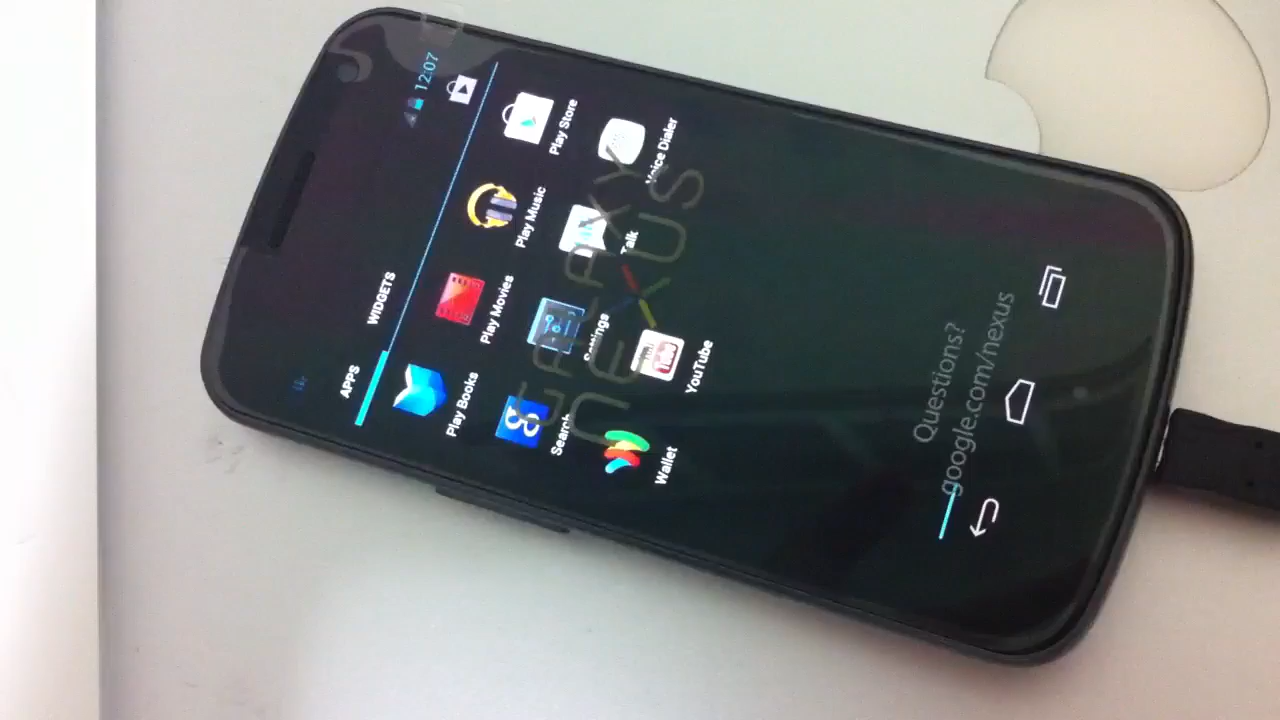 12:07
APPS WIDGETS
Play Books Play Movies Play Music Play Store
Search Settings Talk Voice Dialer
Wallet YouTube
GALAXY
nexus
Questions?
google.com/nexus